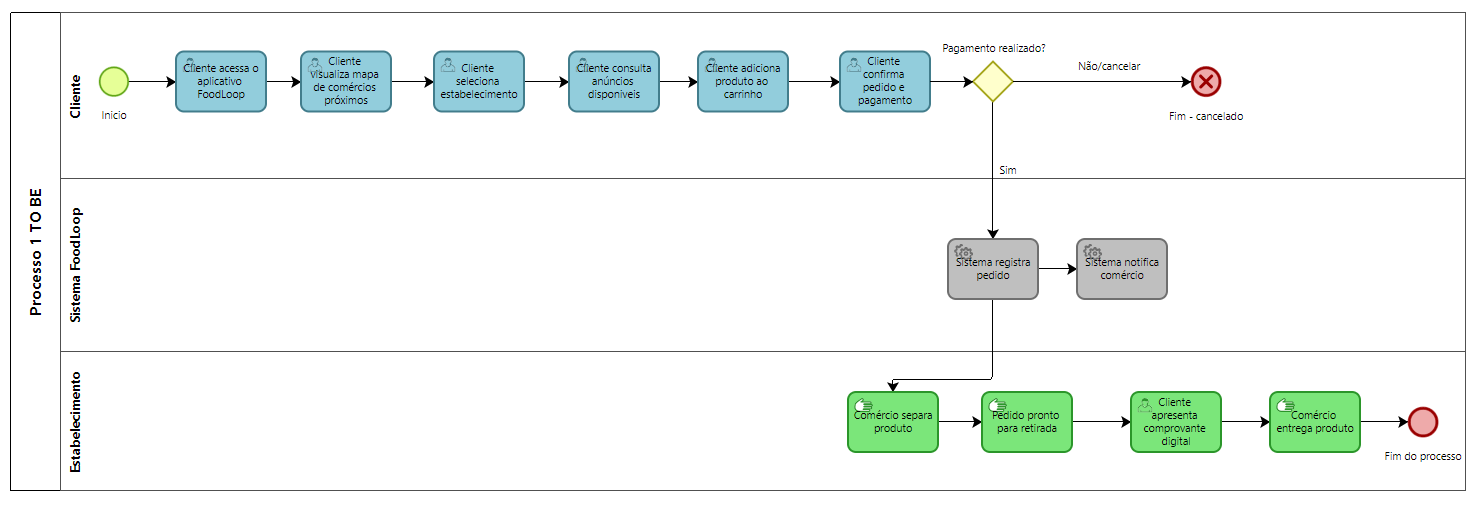 Processo 1 TO BE
Cliente
Inicio
Cliente acessa o
aplicativo
FoodLoop
Cliente
visualiza mapa
de comércios
próximos
Cliente
seleciona
estabelecimento
Cliente consulta
anúncios
disponíveis
Cliente adiciona
produto ao
carrinho
Cliente
confirma
pedido e
pagamento
Pagamento realizado?
Não/cancelar
Fim - cancelado
Sim
Sistema FoodLoop
Sistema registra
pedido
Sistema notifica
comércio
Estabelecimento
Comércio separa
produto
Pedido pronto
para retirada
Cliente
apresenta
comprovante
digital
Comércio
entrega produto
Fim do processo